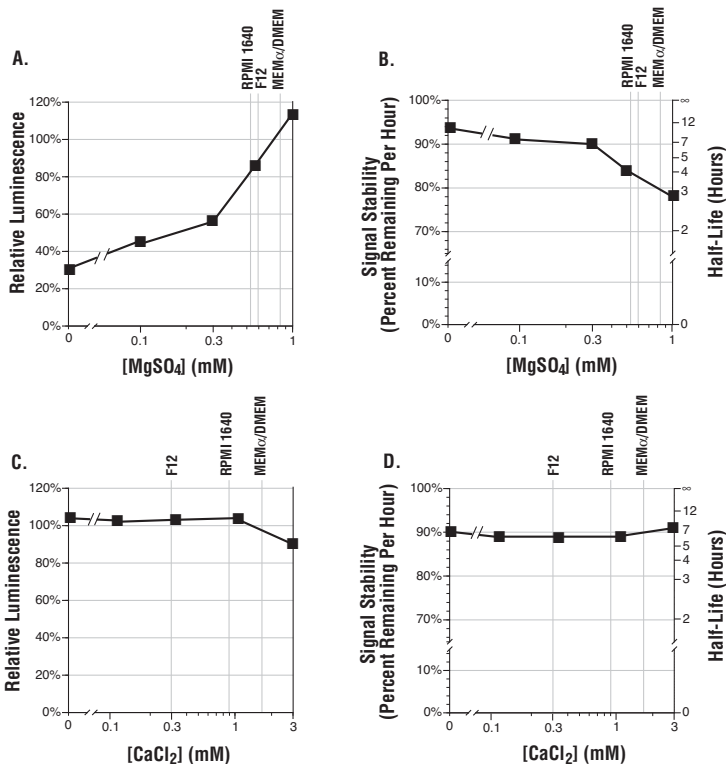 A.
RPMI 1640
F12
MEMα/DMEM
Relative Luminescence
120%
100%
80%
60%
40%
20%
0%
0
0.1
0.3
1
[MgSO4] (mM)
B.
RPMI 1640
F12
MEMα/DMEM
Signal Stability
(Percent Remaining Per Hour)
100%
90%
80%
70%
10%
0%
∞
12
7
5
4
3
2
0
Half-Life (Hours)
0
0.1
0.3
1
[MgSO4] (mM)
C.
F12
RPMI 1640
MEMα/DMEM
Relative Luminescence
120%
100%
80%
60%
40%
20%
0%
0
0.1
0.3
1
3
[CaCl2] (mM)
D.
F12
RPMI 1640
MEMα/DMEM
Signal Stability
(Percent Remaining Per Hour)
100%
90%
80%
70%
10%
0%
∞
12
7
5
4
3
2
0
Half-Life (Hours)
0
0.1
0.3
1
3
[CaCl2] (mM)